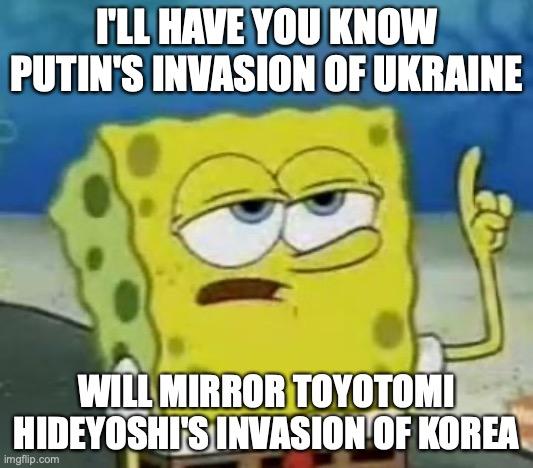 I'LL HAVE YOU KNOW
PUTIN'S INVASION OF UKRAINE
WILL MIRROR TOYOTOMI
HIDEYOSHI'S INVASION OF KOREA
imgflip.com